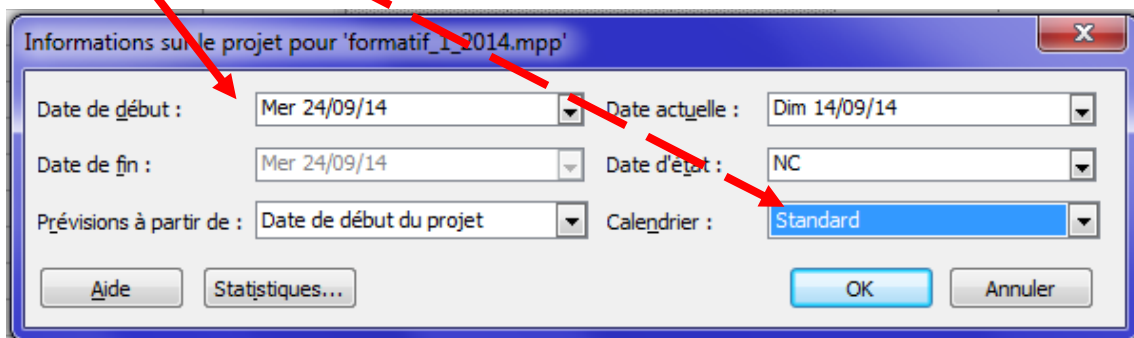 Informations sur le projet pour 'formatif_1_2014.mpp'
Date de début : Mer 24/09/14 Date actuelle : Dim 14/09/14
Date de fin : Mer 24/09/14 Date d'état : NC
Prévisions à partir de : Date de début du projet Calendrier : Standard
Aide Statistiques... OK Annuler